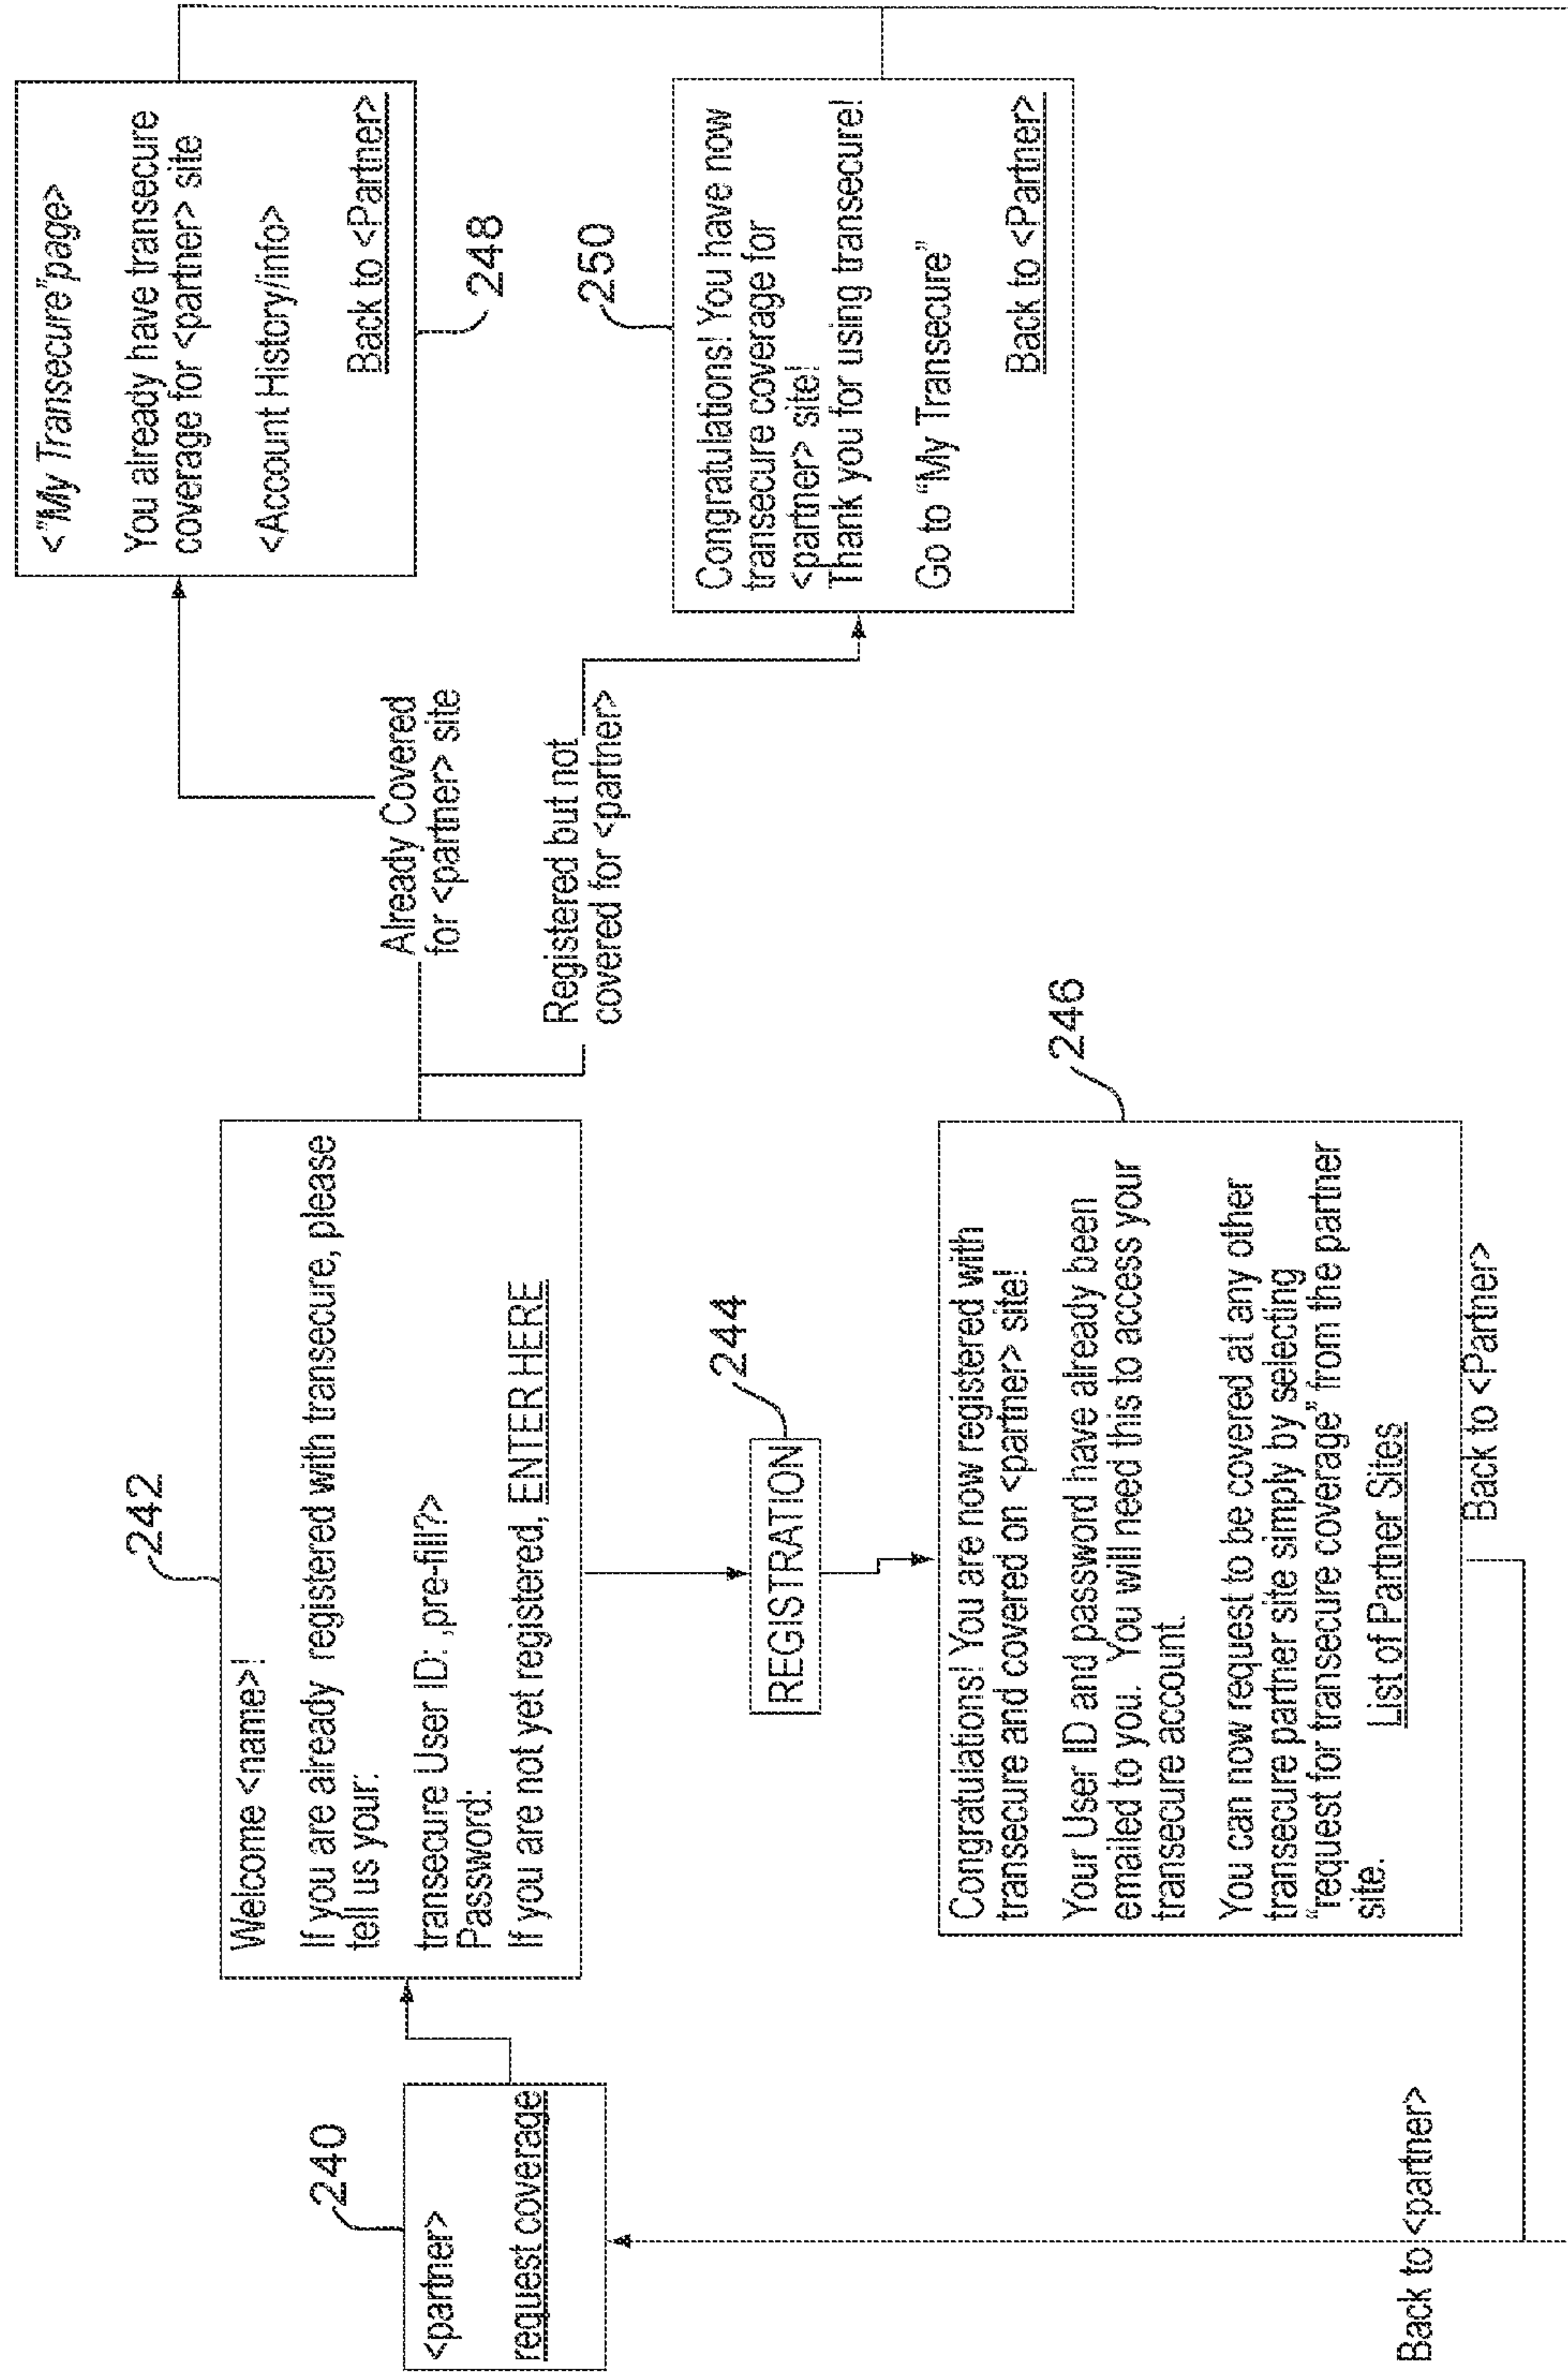 240
<partner>
request coverage
242
Welcome <name>!
If you are already registered with transecure, please
tell us your:
transecure User ID: ,pre-fill?>
Password:
If you are not yet registered, ENTER HERE
244
REGISTRATION
246
Congratulations! You are now registered with
transecure and covered on <partner> site!
Your User ID and password have already been
emailed to you. You will need this to access your
transecure account.
You can now request to be covered at any other
transecure partner site simply by selecting
“request for transecure coverage” from the partner
site.
List of Partner Sites
Back to <Partner>
Back to <partner>
Already Covered
for <partner> site
Registered but not
covered for <partner>
<"My Transecure"page>
You already have transecure
coverage for <partner> site
<Account History/info>
Back to <Partner>
248
250
Congratulations! You have now
transecure coverage for
<partner> site!
Thank you for using transecure!
Go to “My Transecure”
Back to <Partner>